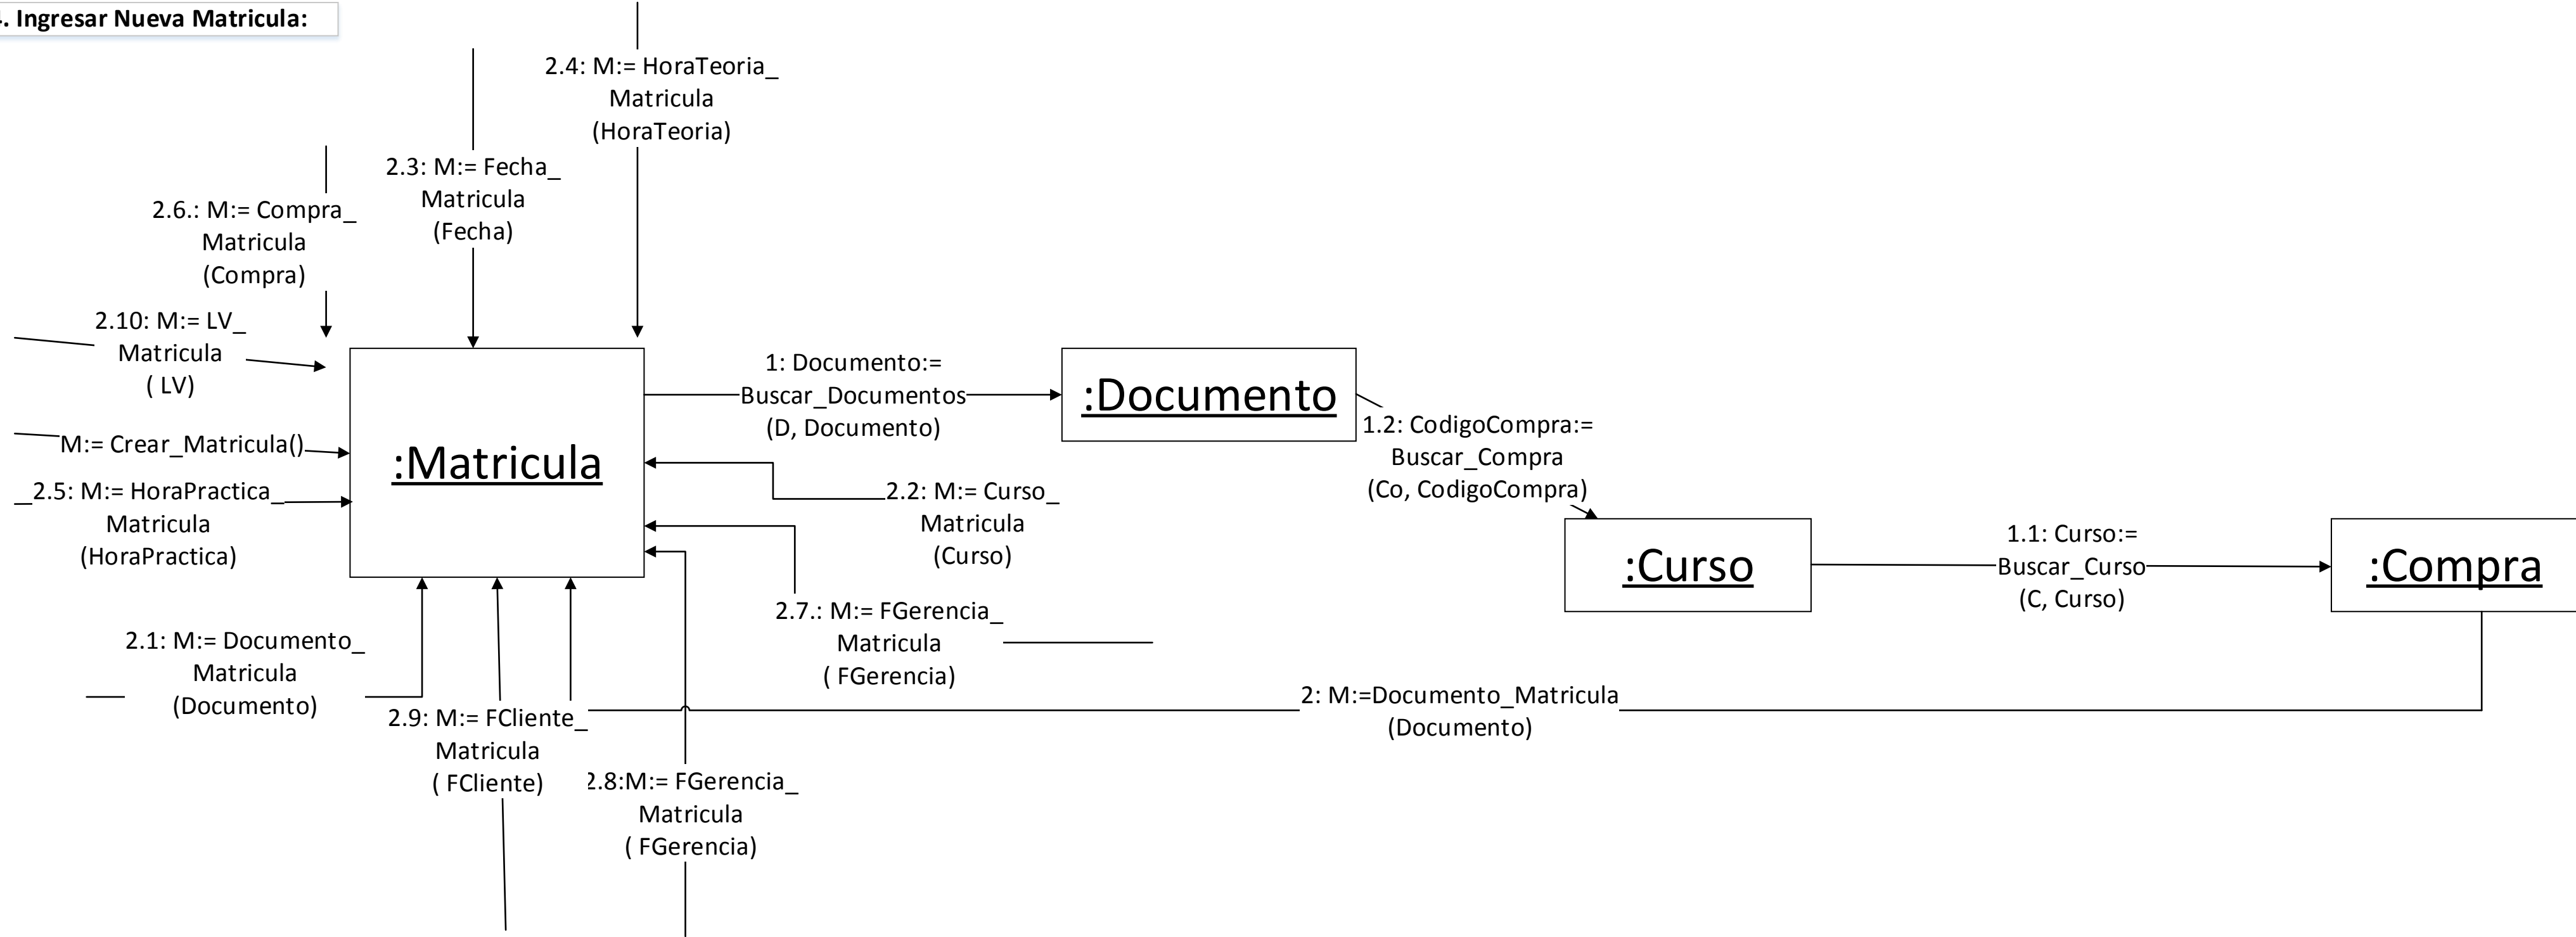 . Ingresar Nueva Matricula:
2.4: M:= HoraTeoria_
Matricula
(HoraTeoria)
2.3: M:= Fecha_
Matricula
(Fecha)
2.6.: M:= Compra_
Matricula
(Compra)
2.10: M:= LV_
Matricula
( LV)
M:= Crear_Matricula()
2.5: M:= HoraPractica_
Matricula
(HoraPractica)
:Matricula
1: Documento:=
Buscar_Documentos
(D, Documento)
:Documento
1.2: CodigoCompra:=
Buscar_Compra
(Co, CodigoCompra)
2.2: M:= Curso_
Matricula
(Curso)
:Curso
1.1: Curso:=
Buscar_Curso
(C, Curso)
:Compra
2.7.: M:= FGerencia_
Matricula
( FGerencia)
2.1: M:= Documento_
Matricula
(Documento)
2: M:=Documento_Matricula
(Documento)
2.9: M:= FCliente_
Matricula
( FCliente)
2.8:M:= FGerencia_
Matricula
( FGerencia)